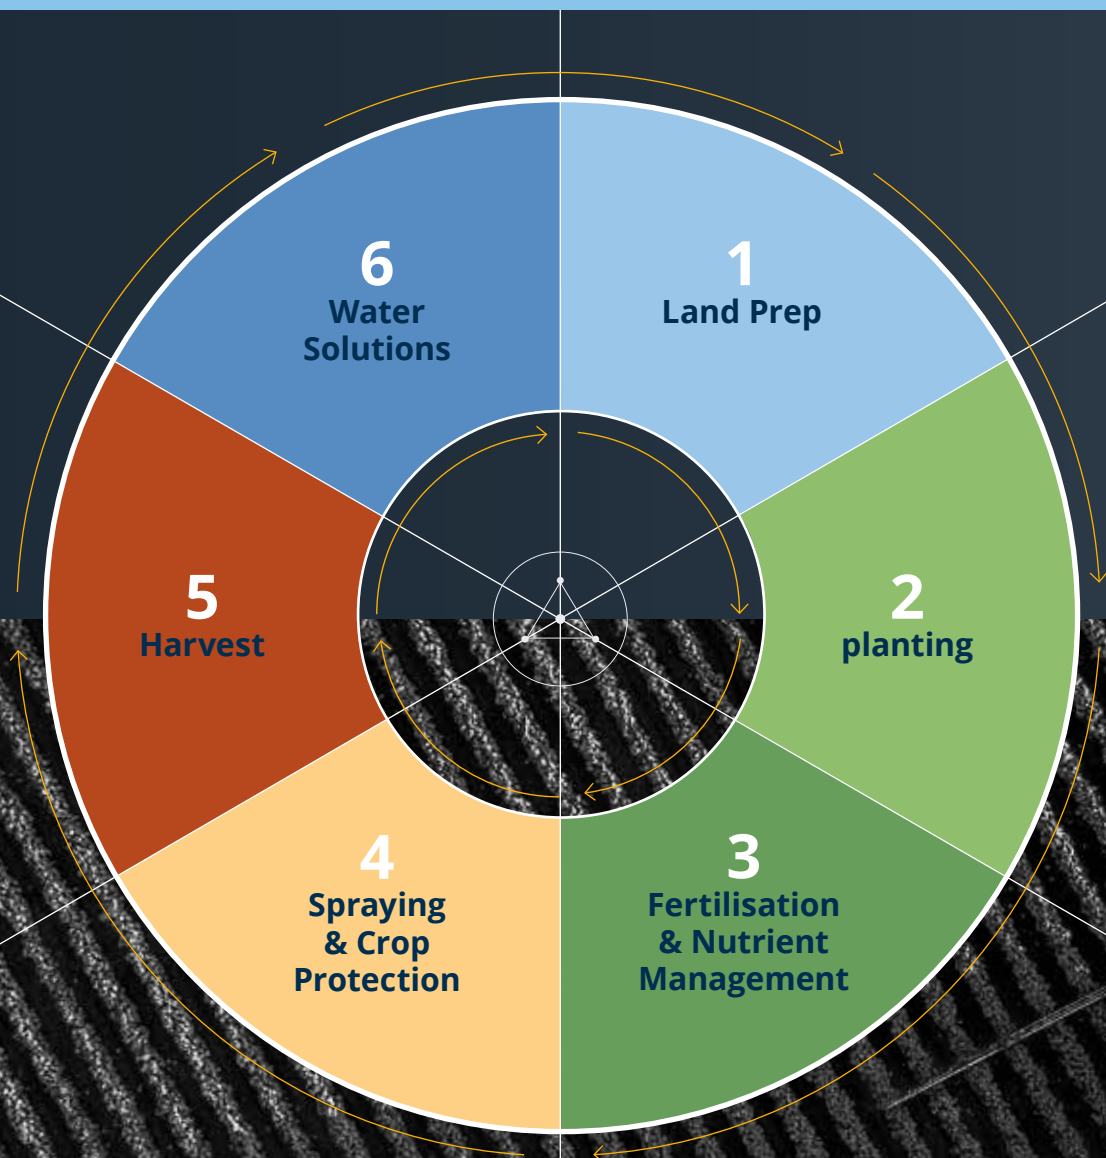 1
Land Prep
2
planting
3
Fertilisation
& Nutrient
Management
4
Spraying
& Crop
Protection
5
Harvest
6
Water
Solutions